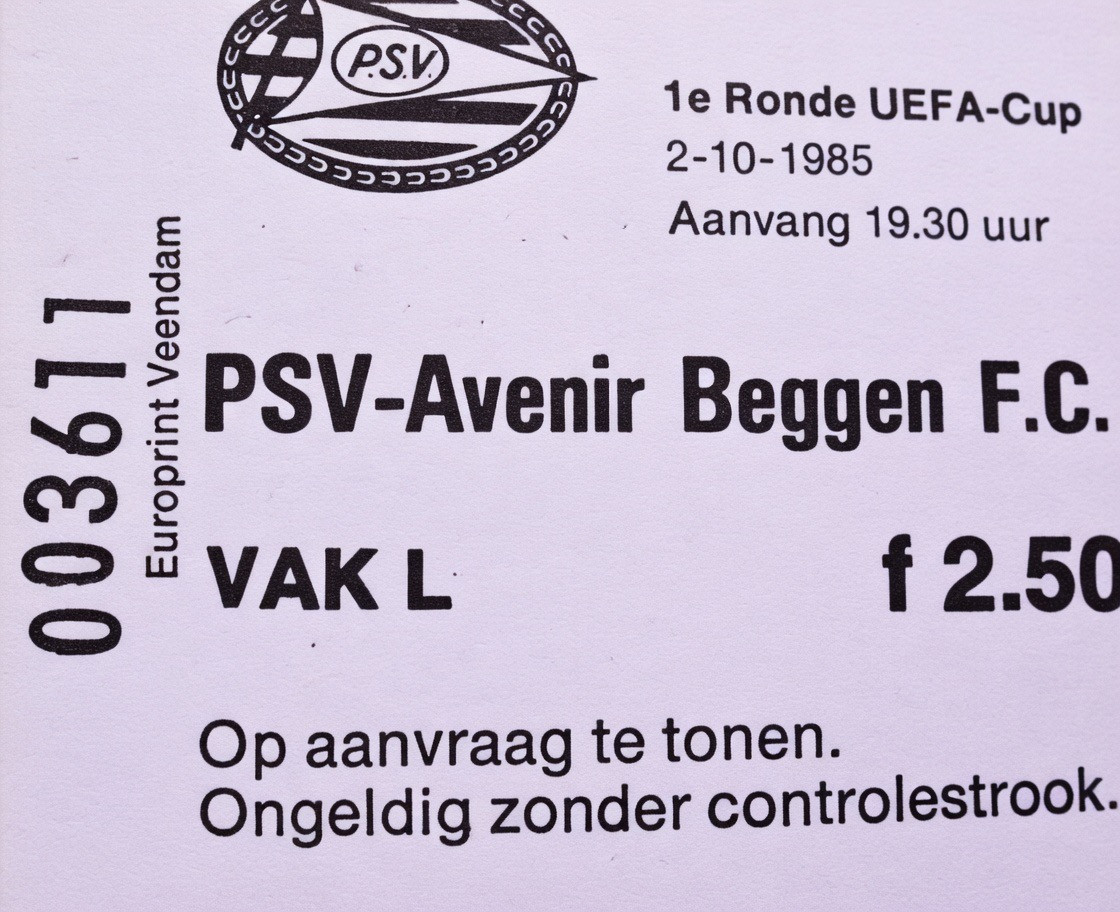 P.S.V.
1e Ronde UEFA-Cup
2-10-1985
Aanvang 19.30 uur
003611
Europrint Veendam
PSV-Avenir Beggen F.C.
VAK L
f 2.50
Op aanvraag te tonen.
Ongeldig zonder controlestrook.